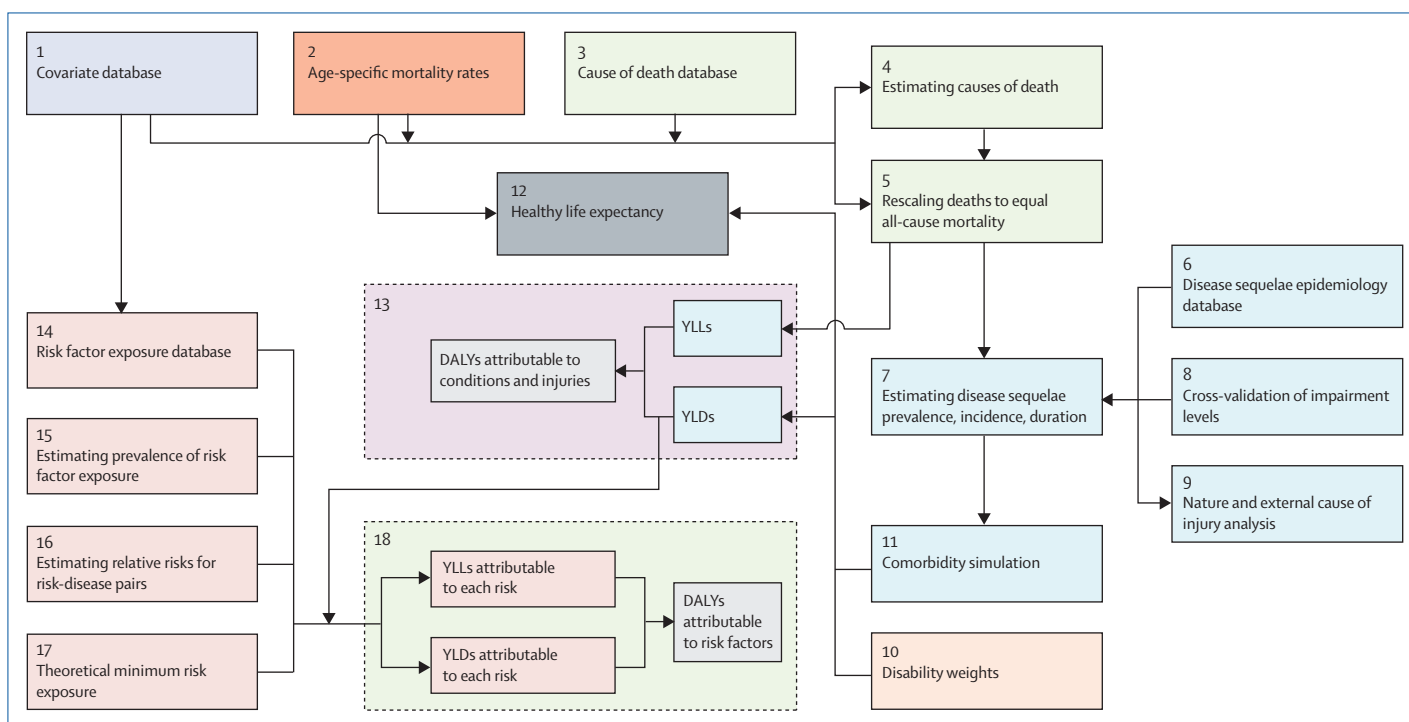 1
Covariate database
2
Age-specific mortality rates
3
Cause of death database
4
Estimating causes of death
5
Rescaling deaths to equal
all-cause mortality
12
Healthy life expectancy
6
Disease sequelae epidemiology
database
13
YLLs
DALYs attributable to
conditions and injuries
YLDs
14
Risk factor exposure database
7
Estimating disease sequelae
prevalence, incidence, duration
8
Cross-validation of impairment
levels
15
Estimating prevalence of risk
factor exposure
9
Nature and external cause of
injury analysis
16
Estimating relative risks for
risk-disease pairs
18
YLLs attributable
to each risk
DALYs
attributable
to risk factors
YLDs attributable
to each risk
11
Comorbidity simulation
17
Theoretical minimum risk
exposure
10
Disability weights